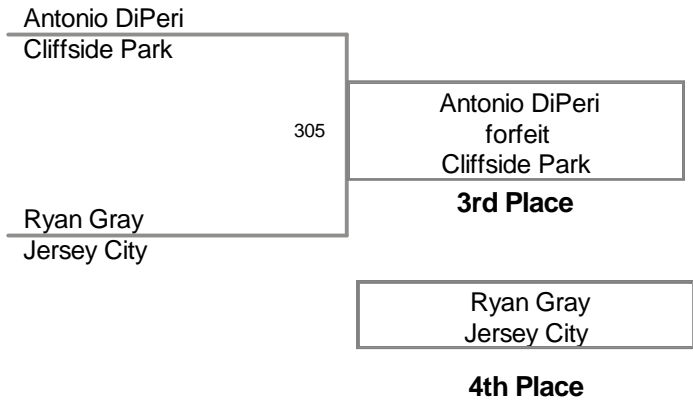 Antonio DiPeri
Cliffside Park
305
Antonio DiPeri
forfeit
Cliffside Park
3rd Place
Ryan Gray
Jersey City
Ryan Gray
Jersey City
4th Place